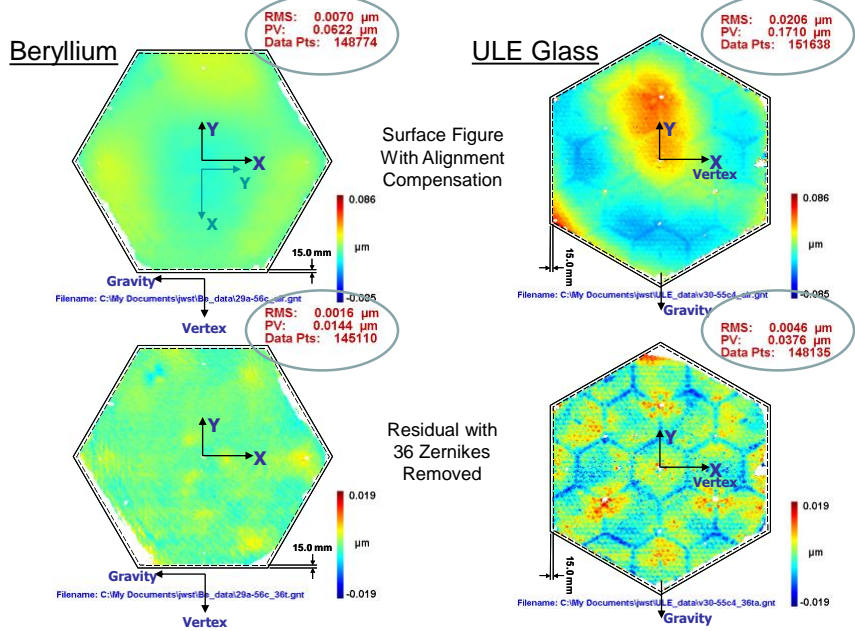 Beryllium
RMS: 0.0070 µm
PV: 0.0622 µm
Data Pts: 148774
Y
X
Y
X
15.0 mm
0.086
µm
-0.085
Gravity
Filename: C:\My Documents\jwst\Be_data\29a-56c_alr.gnt
Vertex
Surface Figure
With Alignment
Compensation
ULE Glass
RMS: 0.0206 µm
PV: 0.1710 µm
Data Pts: 151638
Y
X
Vertex
0.086
µm
-0.085
15.0 mm
Filename: C:\My Documents\jwst\ULE_data\v30-55c4_alr.gnt
Gravity
RMS: 0.0016 µm
PV: 0.0144 µm
Data Pts: 145110
Y
X
0.019
µm
-0.019
15.0 mm
Gravity
Filename: C:\My Documents\jwst\Be_data\29a-56c_36t.gnt
Vertex
Residual with
36 Zernikes
Removed
RMS: 0.0046 µm
PV: 0.0376 µm
Data Pts: 148135
Y
X
Vertex
0.019
µm
-0.019
15.0 mm
Filename: C:\My Documents\jwst\ULE_data\v30-55c4_36ta.gnt
Gravity